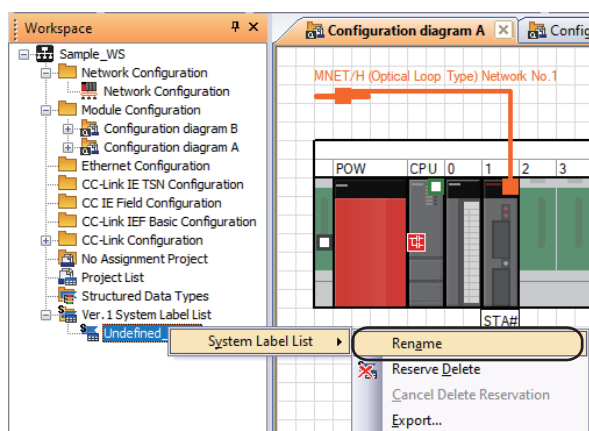 Workspace
Sample_WS
Network Configuration
Network Configuration
Module Configuration
Configuration diagram B
Configuration diagram A
Ethernet Configuration
CC-Link IE TSN Configuration
CC IE Field Configuration
CC-Link IEF Basic Configuration
CC-Link Configuration
No Assignment Project
Project List
Structured Data Types
Ver.1 System Label List
Undefined_
Configuration diagram A
Config
MNET/H (Optical Loop Type) Network No.1
POW CPU 0 1 2 3
STA#
System Label List
Rename
Reserve Delete
Cancel Delete Reservation
Export...